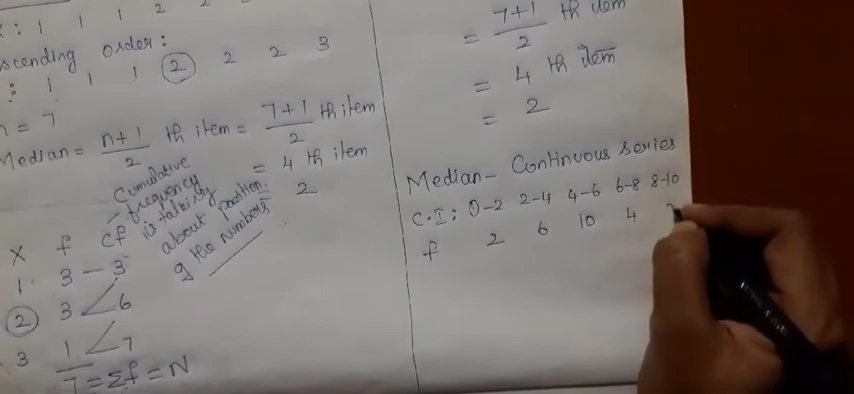 : 1 1 1 2 2
scending order:
: 1 1 1 2 2 2 3
n = 7
Median = n+1/2 th item = 7+1/2 th item
= 4 th item
2
Cumulative
frequency
is talking
about position
of the numbers
X f cf
1 3 - 3
2 3 6
3 1 7
7 = Σf = N
= 7+1/2 th item
= 4 th item
= 2
Median - Continuous series
C.I: 0-2 2-4 4-6 6-8 8-10
f 2 6 10 4